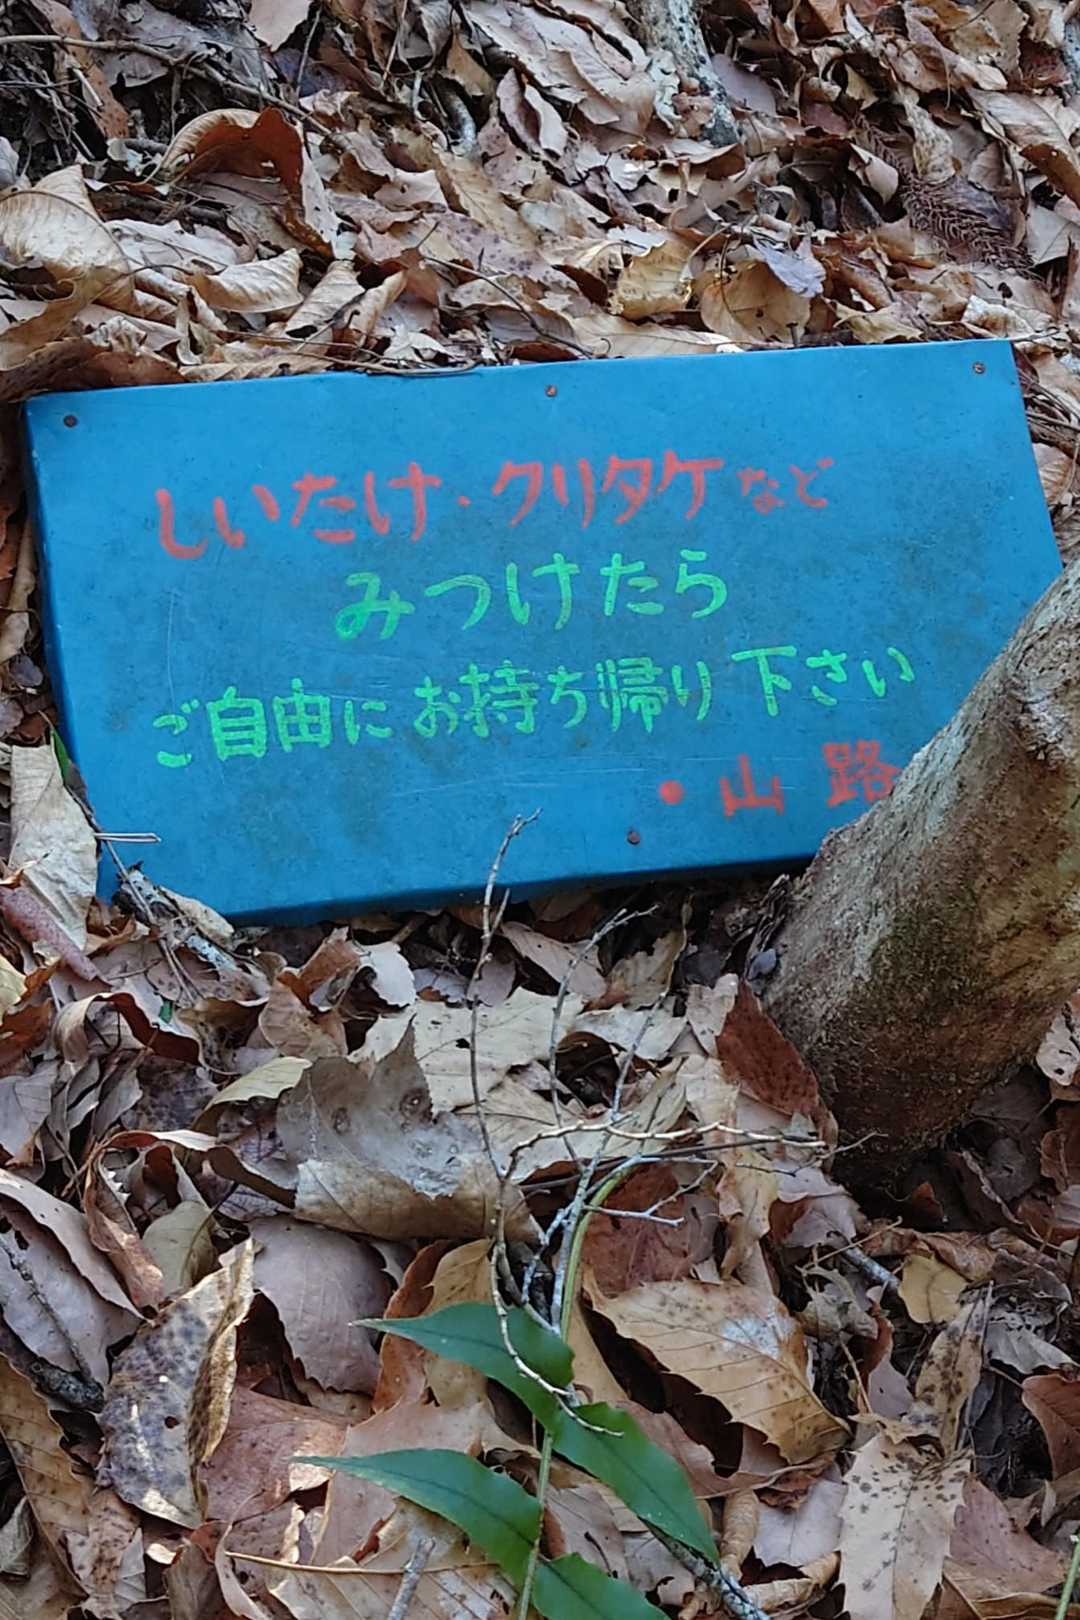 しいたけ・クリタケなど
みつけたら
ご自由にお持ち帰り下さい
・山路